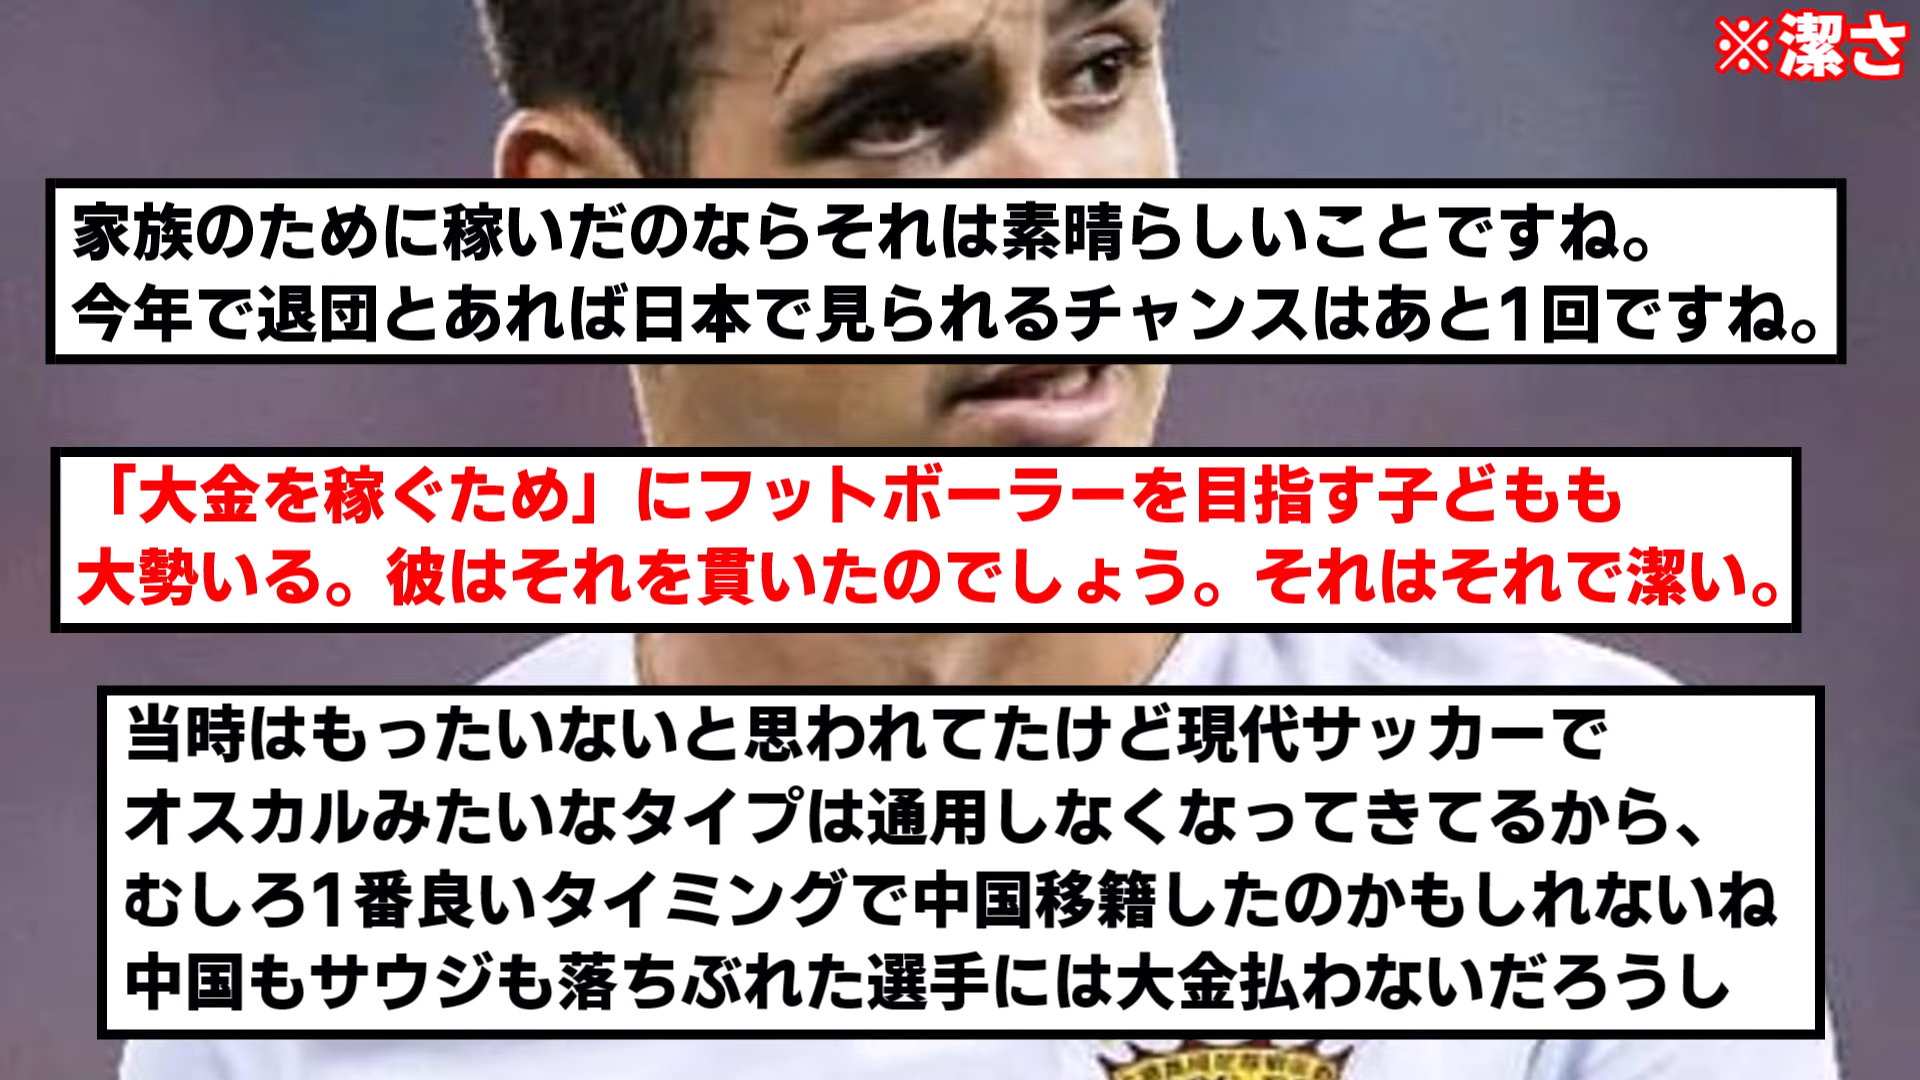 ※潔さ
家族のために稼いだのならそれは素晴らしいことですね。
今年で退団とあれば日本で見られるチャンスはあと1回ですね。
「大金を稼ぐため」にフットボーラーを目指す子どもも
大勢いる。彼はそれを貫いたのでしょう。それはそれで潔い。
当時はもったいないと思われてたけど現代サッカーで
オスカルみたいなタイプは通用しなくなってきてるから、
むしろ1番良いタイミングで中国移籍したのかもしれないね
中国もサウジも落ちぶれた選手には大金払わないだろうし